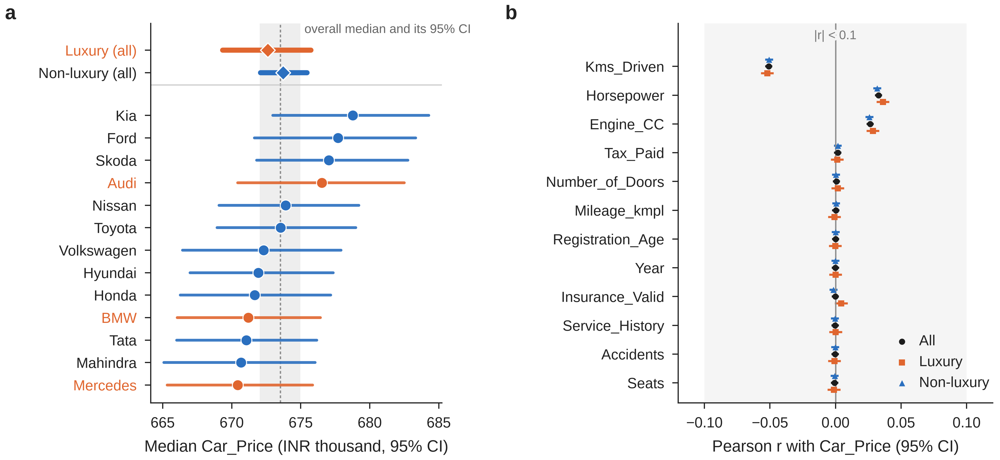 a
overall median and its 95% CI
Luxury (all)
Non-luxury (all)
Kia
Ford
Skoda
Audi
Nissan
Toyota
Volkswagen
Hyundai
Honda
BMW
Tata
Mahindra
Mercedes
665 670 675 680 685
Median Car_Price (INR thousand, 95% CI)
b
|r| < 0.1
Kms_Driven
Horsepower
Engine_CC
Tax_Paid
Number_of_Doors
Mileage_kmpl
Registration_Age
Year
Insurance_Valid
Service_History
Accidents
Seats
All
Luxury
Non-luxury
−0.10 −0.05 0.00 0.05 0.10
Pearson r with Car_Price (95% CI)